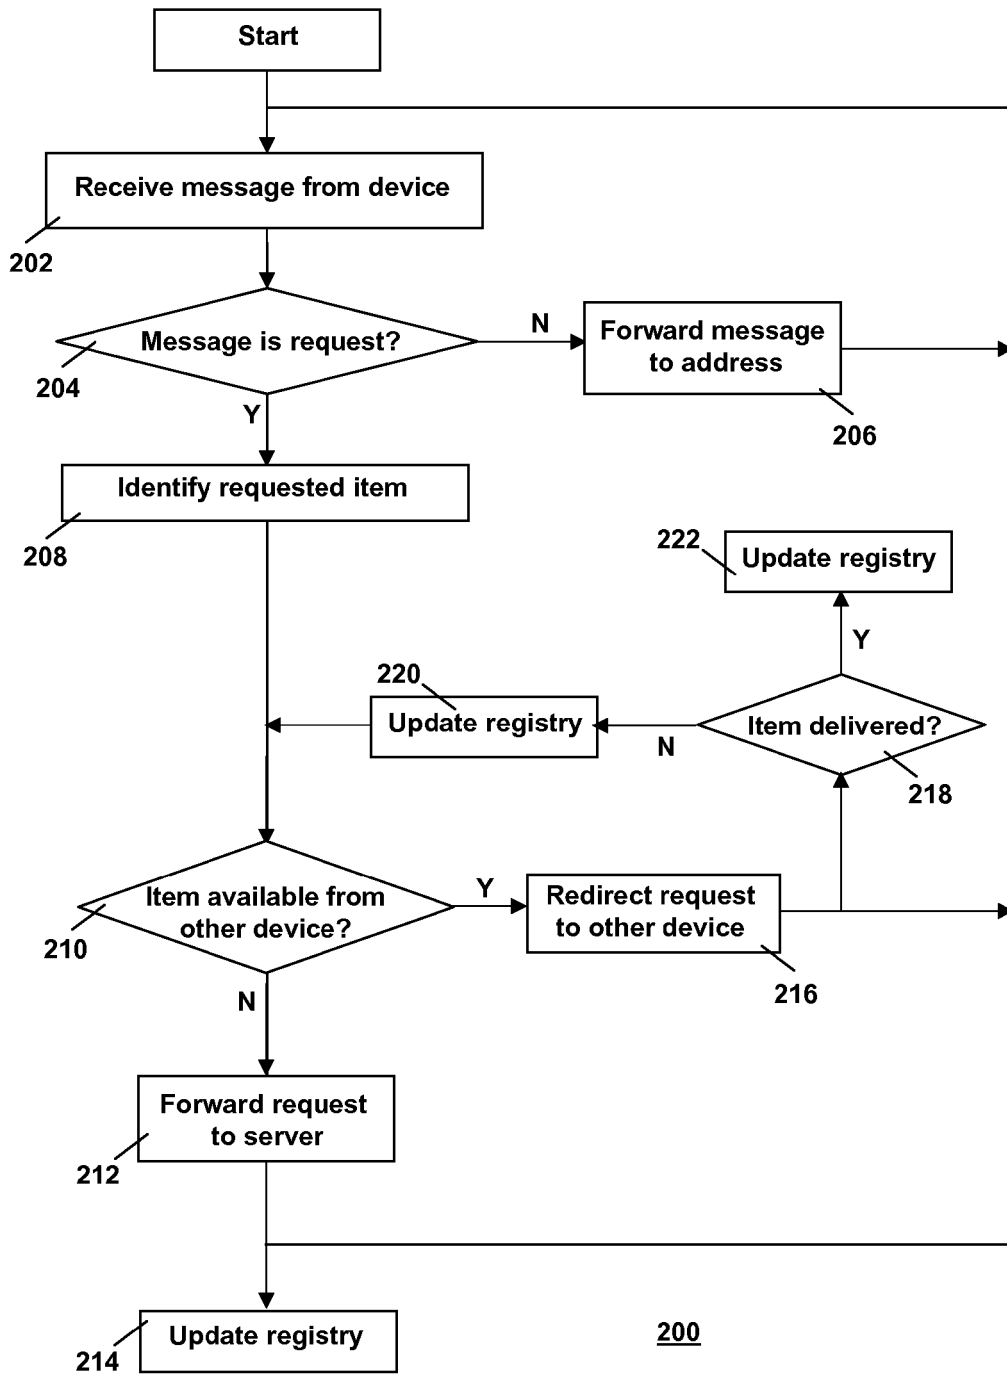 Start
Receive message from device
202
Message is request?
204
N
Forward message
to address
206
Y
Identify requested item
208
222
Update registry
Y
220
Update registry
N
Item delivered?
218
Item available from
other device?
210
Y
Redirect request
to other device
216
N
Forward request
to server
212
Update registry
214
200